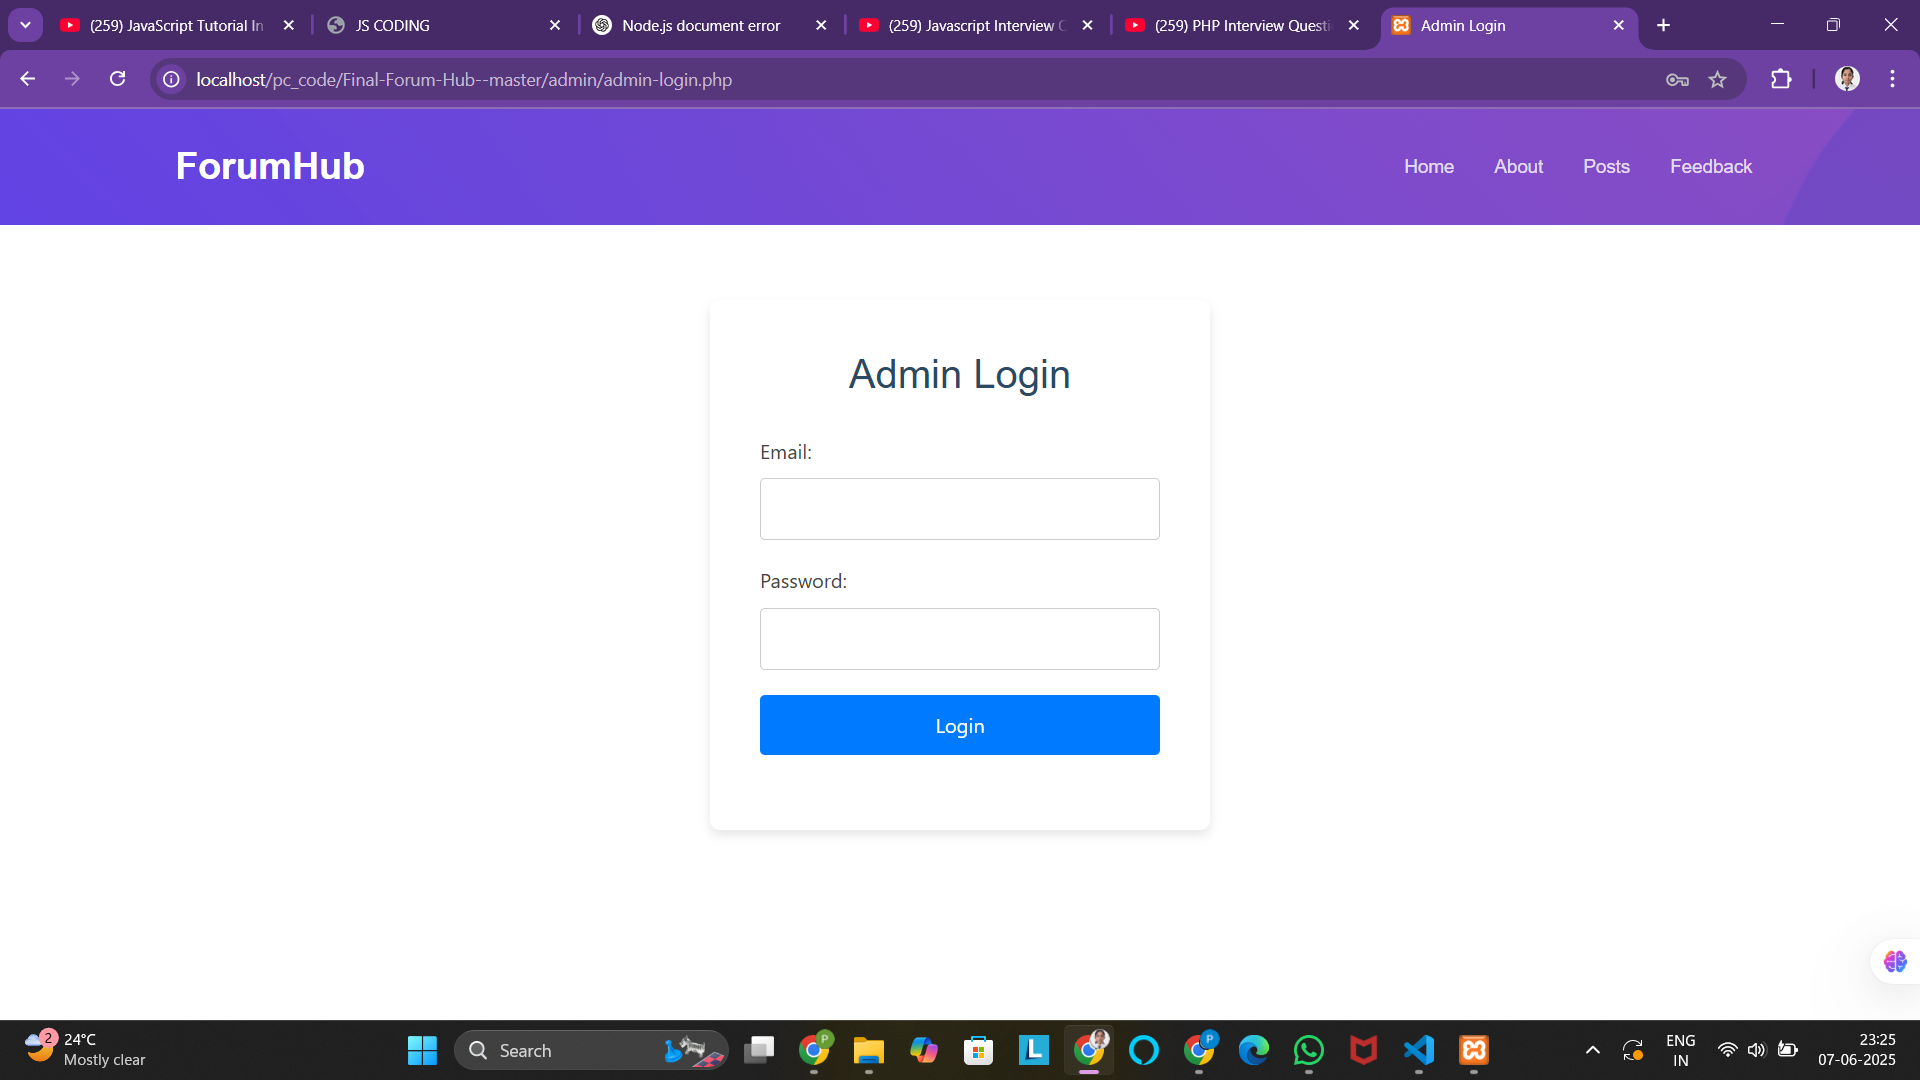 (259) JavaScript Tutorial In
JS CODING
Node.js document error
(259) Javascript Interview C
(259) PHP Interview Questi
Admin Login
localhost/pc_code/Final-Forum-Hub--master/admin/admin-login.php
ForumHub
Home
About
Posts
Feedback
Admin Login
Email:
Password:
Login
2
24°C
Mostly clear
Search
P
L
P
ENG
IN
23:25
07-06-2025